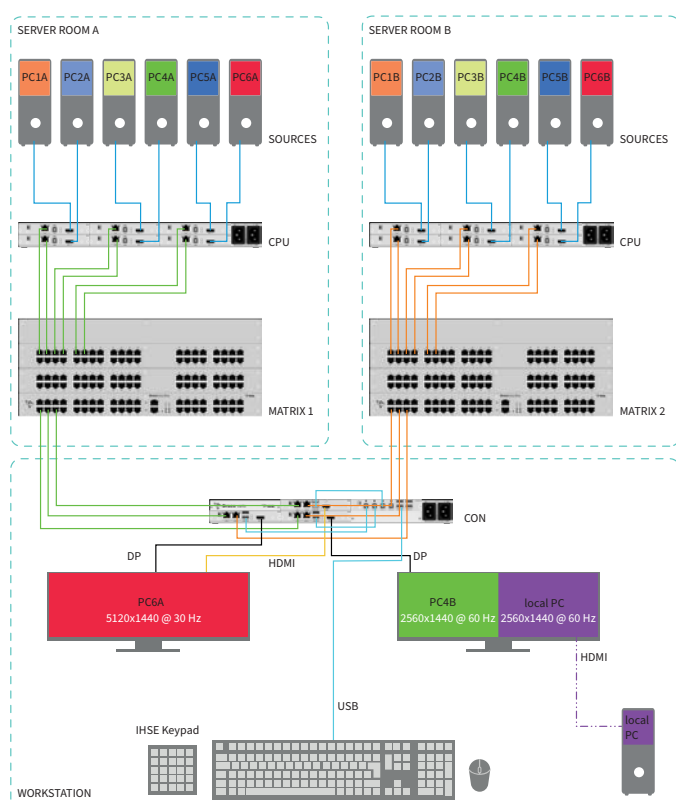 SERVER ROOM A
SERVER ROOM B
PC1A PC2A PC3A PC4A PC5A PC6A
PC1B PC2B PC3B PC4B PC5B PC6B
SOURCES
SOURCES
CPU
CPU
MATRIX 1
MATRIX 2
CON
DP
HDMI
DP
PC6A
5120x1440 @ 30 Hz
PC4B
2560x1440 @ 60 Hz
local PC
2560x1440 @ 60 Hz
HDMI
USB
IHSE Keypad
local
PC
WORKSTATION